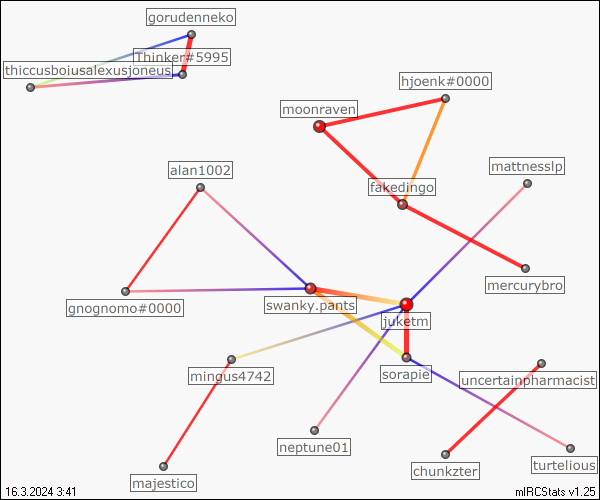 gorudenneko
Thinker#5995
thiccusboiusalexusjoneus
hjoenk#0000
moonraven
mattnesslp
alan1002
fakedingo
mercurybro
gnognomo#0000
swanky.pants
juketm
mingus4742
sorapie
uncertainpharmacist
neptune01
majestico
chunkzter
turtelious
16.3.2024 3:41
mIRCStats v1.25